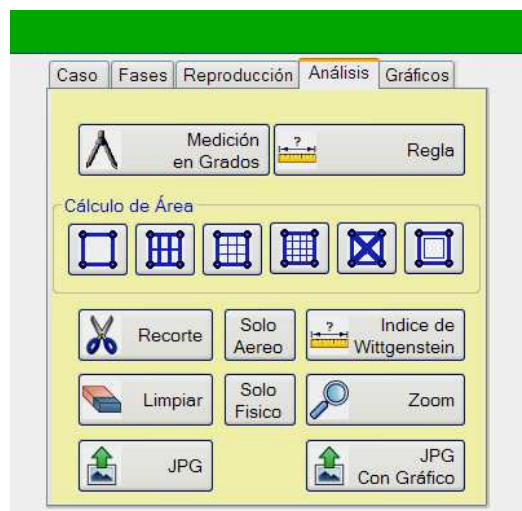 Caso Fases Reproducción Análisis Gráficos
Medición
en Grados
?
Regla
Cálculo de Área
Recorte
Solo
Aereo
?
Indice de
Wittgenstein
Limpiar
Solo
Fisico
Zoom
JPG
JPG
Con Gráfico